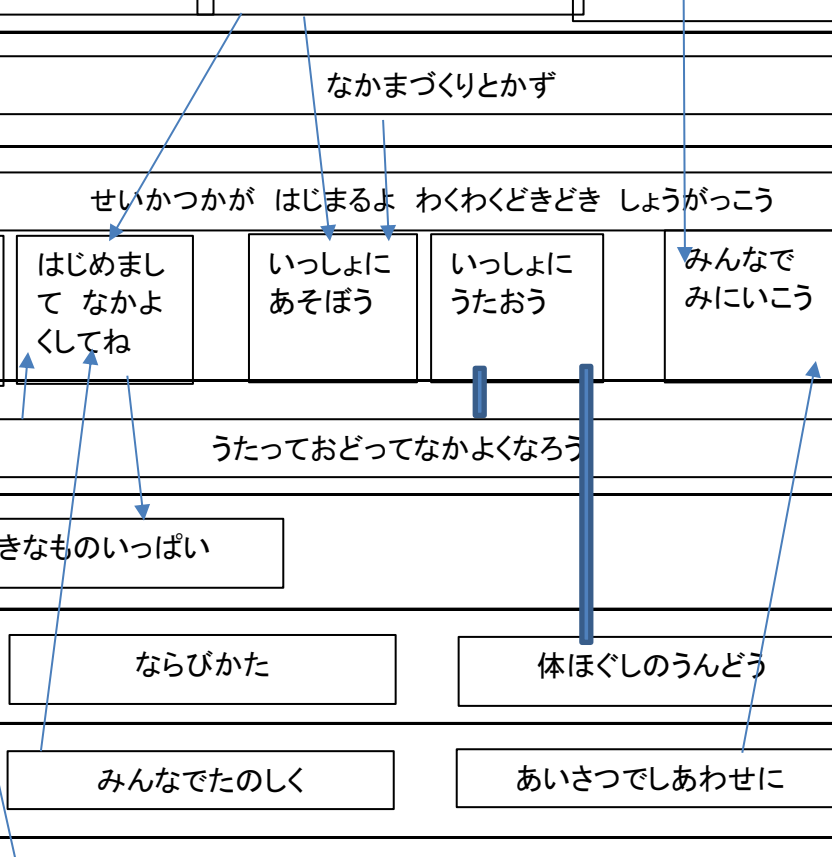 なかまづくりとかず
せいかつかが はじまるよ わくわくどきどき しょうがっこう
はじめまし
て なかよ
くしてね
いっしょに
あそぼう
いっしょに
うたおう
みんなで
みにいこう
うたっておどってなかよくなろう
きなものいっぱい
ならびかた
体ほぐしのうんどう
みんなでたのしく
あいさつでしあわせに